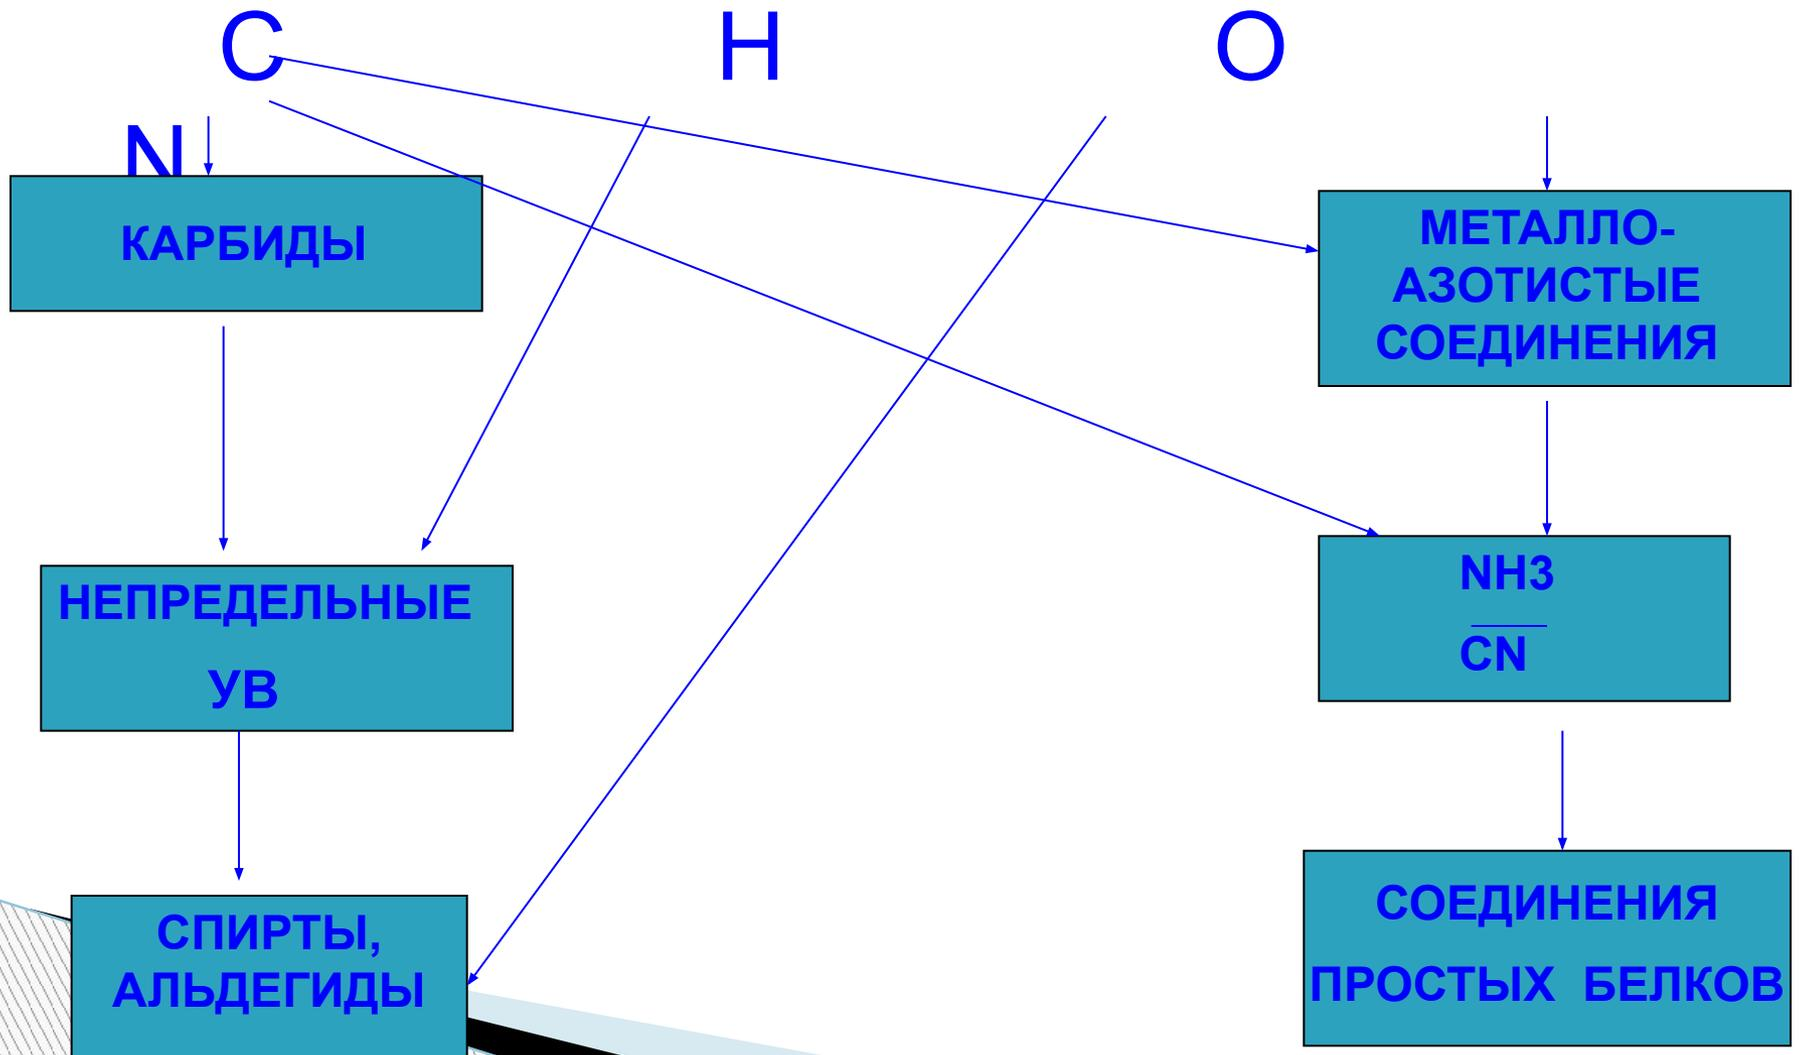 C H O
N
КАРБИДЫ
МЕТАЛЛО-
АЗОТИСТЫЕ
СОЕДИНЕНИЯ
НЕПРЕДЕЛЬНЫЕ
УВ
NH3
CN
СПИРТЫ,
АЛЬДЕГИДЫ
СОЕДИНЕНИЯ
ПРОСТЫХ БЕЛКОВ